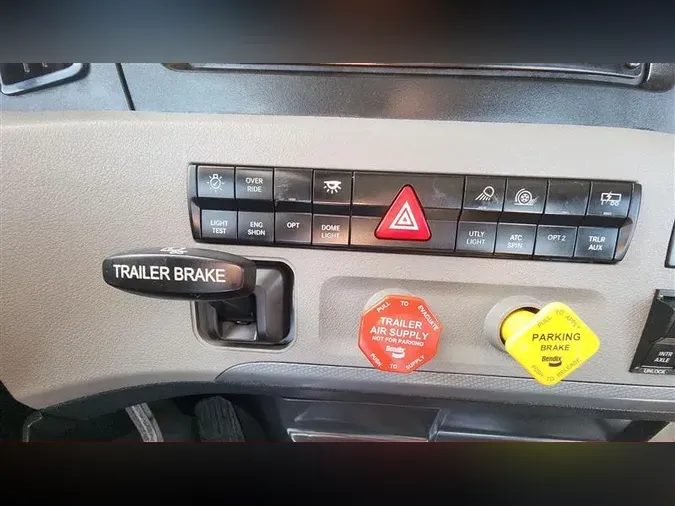 OVER
RIDE
LIGHT
TEST
ENG
SHDN
OPT
DOME
LIGHT
UTLY
LIGHT
ATC
SPIN
OPT 2
TRLR
AUX
TRAILER BRAKE
PULL TO EVACUATE
TRAILER
AIR SUPPLY
NOT FOR PARKING
Bendix
PUSH TO SUPPLY
PULL TO APPLY
PARKING
BRAKE
Bendix
PUSH TO RELEASE
INTR
AXLE
UNLOCK